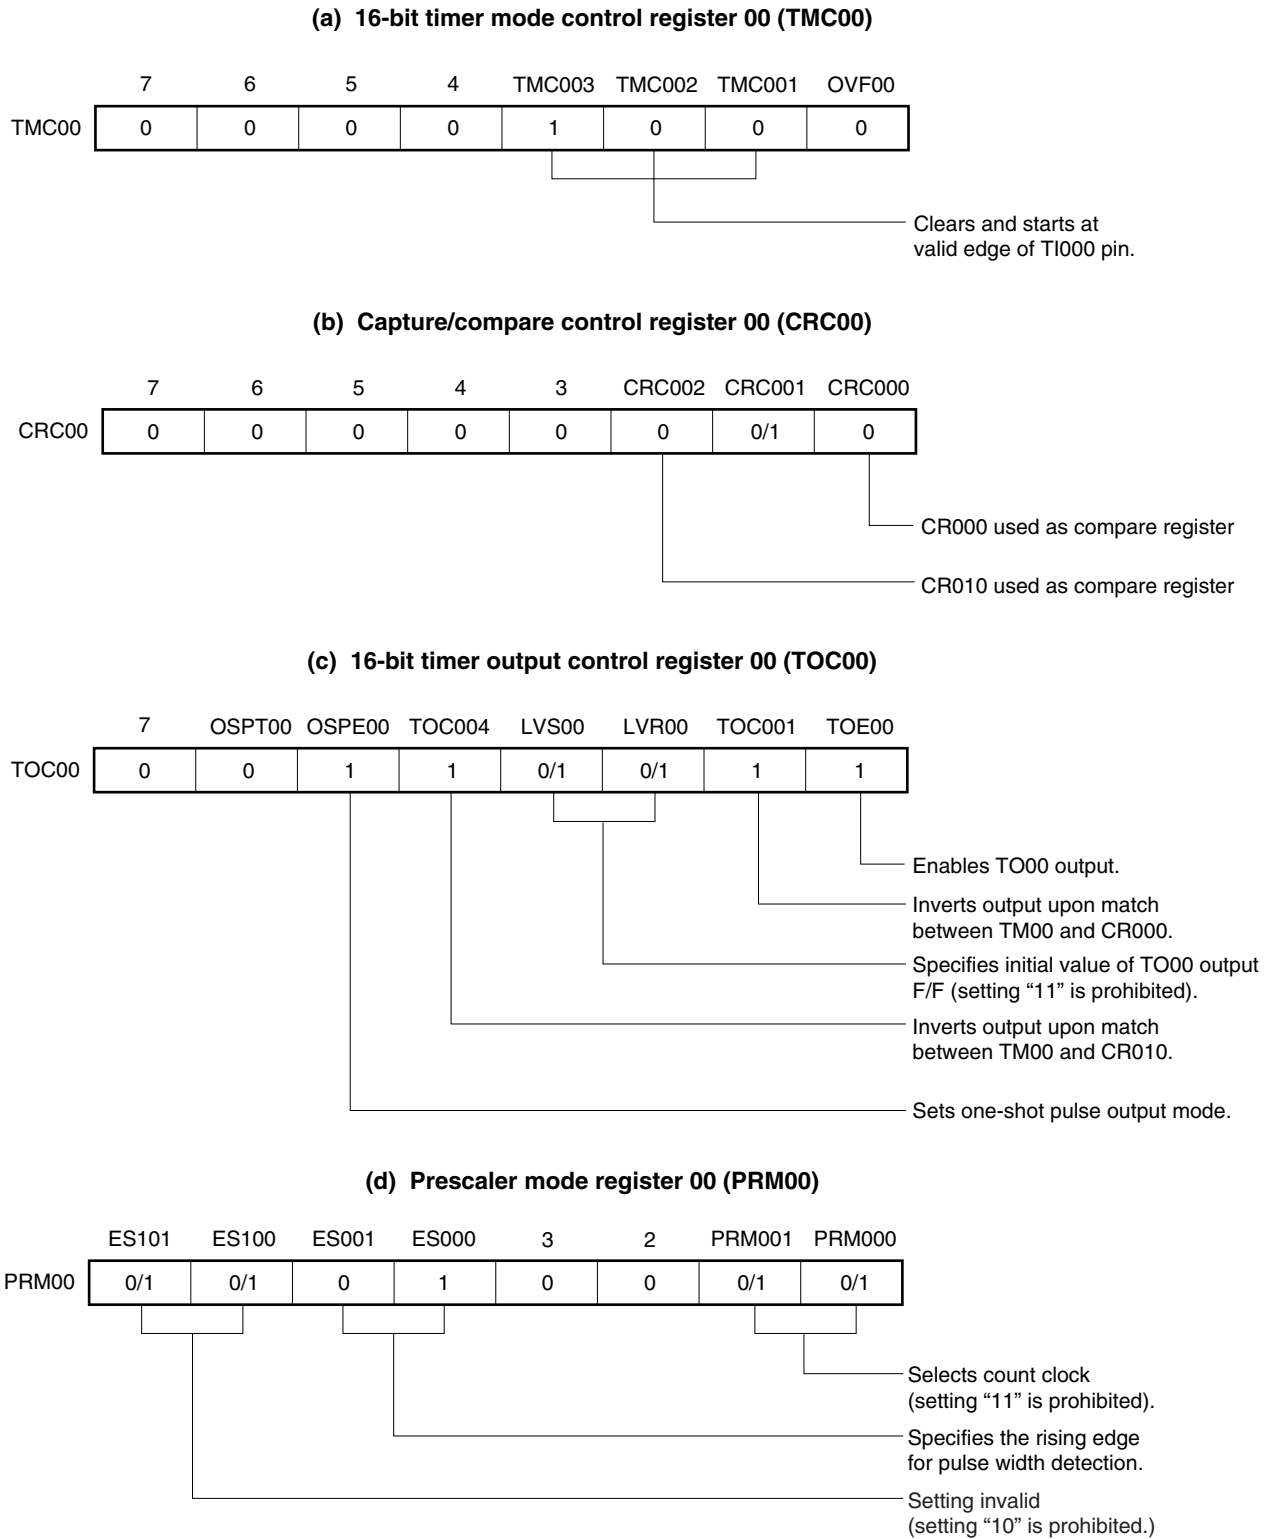 (a) 16-bit timer mode control register 00 (TMC00)
7 6 5 4 TMC003 TMC002 TMC001 OVF00
TMC00 0 0 0 0 1 0 0 0
Clears and starts at
valid edge of TI000 pin.
(b) Capture/compare control register 00 (CRC00)
7 6 5 4 3 CRC002 CRC001 CRC000
CRC00 0 0 0 0 0 0 0/1 0
CR000 used as compare register
CR010 used as compare register
(c) 16-bit timer output control register 00 (TOC00)
7 OSPT00 OSPE00 TOC004 LVS00 LVR00 TOC001 TOE00
TOC00 0 0 1 1 0/1 0/1 1 1
Enables TO00 output.
Inverts output upon match
between TM00 and CR000.
Specifies initial value of TO00 output
F/F (setting “11” is prohibited).
Inverts output upon match
between TM00 and CR010.
Sets one-shot pulse output mode.
(d) Prescaler mode register 00 (PRM00)
ES101 ES100 ES001 ES000 3 2 PRM001 PRM000
PRM00 0/1 0/1 0 1 0 0 0/1 0/1
Selects count clock
(setting “11” is prohibited).
Specifies the rising edge
for pulse width detection.
Setting invalid
(setting “10” is prohibited.)